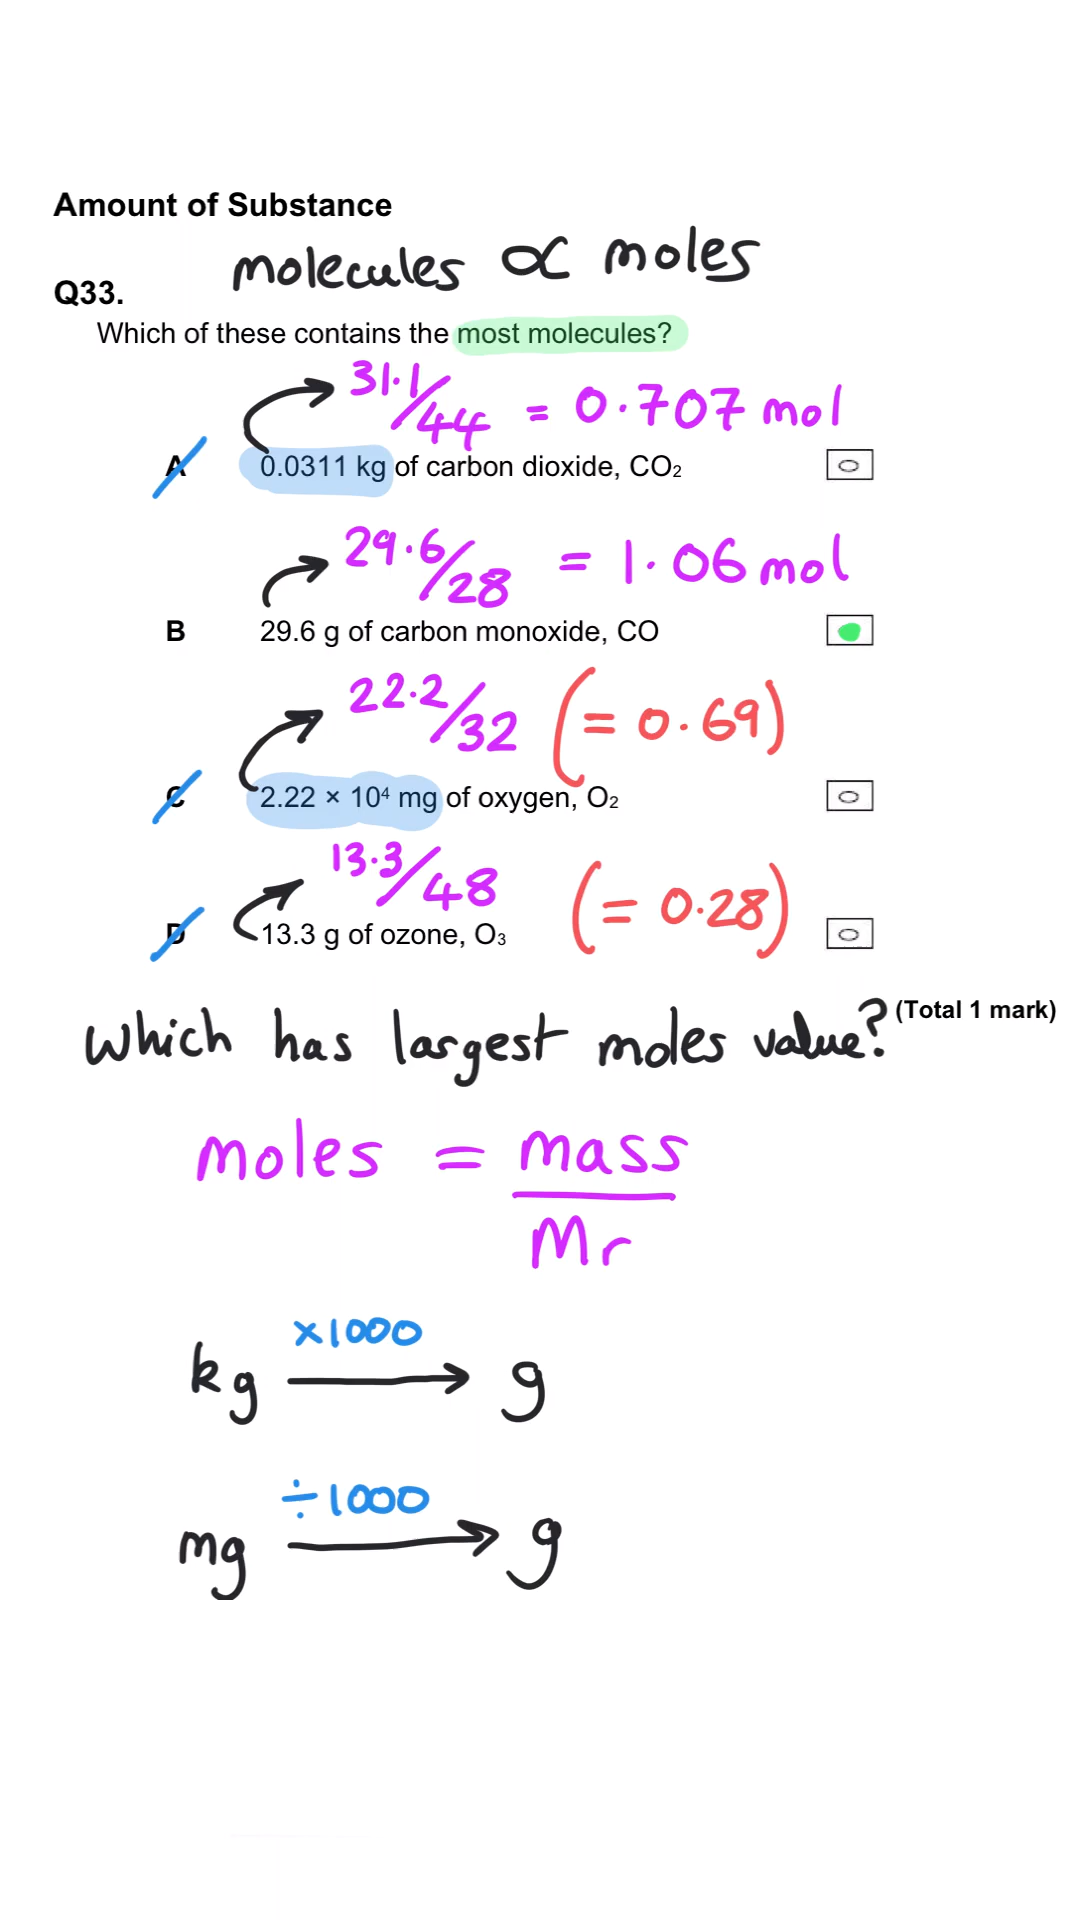 Amount of Substance
molecules ∝ moles
Q33.
Which of these contains the most molecules?
31.1/44 = 0.707 mol
A 0.0311 kg of carbon dioxide, CO₂
29.6/28 = 1.06 mol
B 29.6 g of carbon monoxide, CO
22.2/32 (= 0.69)
C 2.22 × 10⁴ mg of oxygen, O₂
13.3/48 (= 0.28)
D 13.3 g of ozone, O₃
(Total 1 mark)
Which has largest moles value?
moles = mass
Mr
×1000
kg → g
÷1000
mg → g